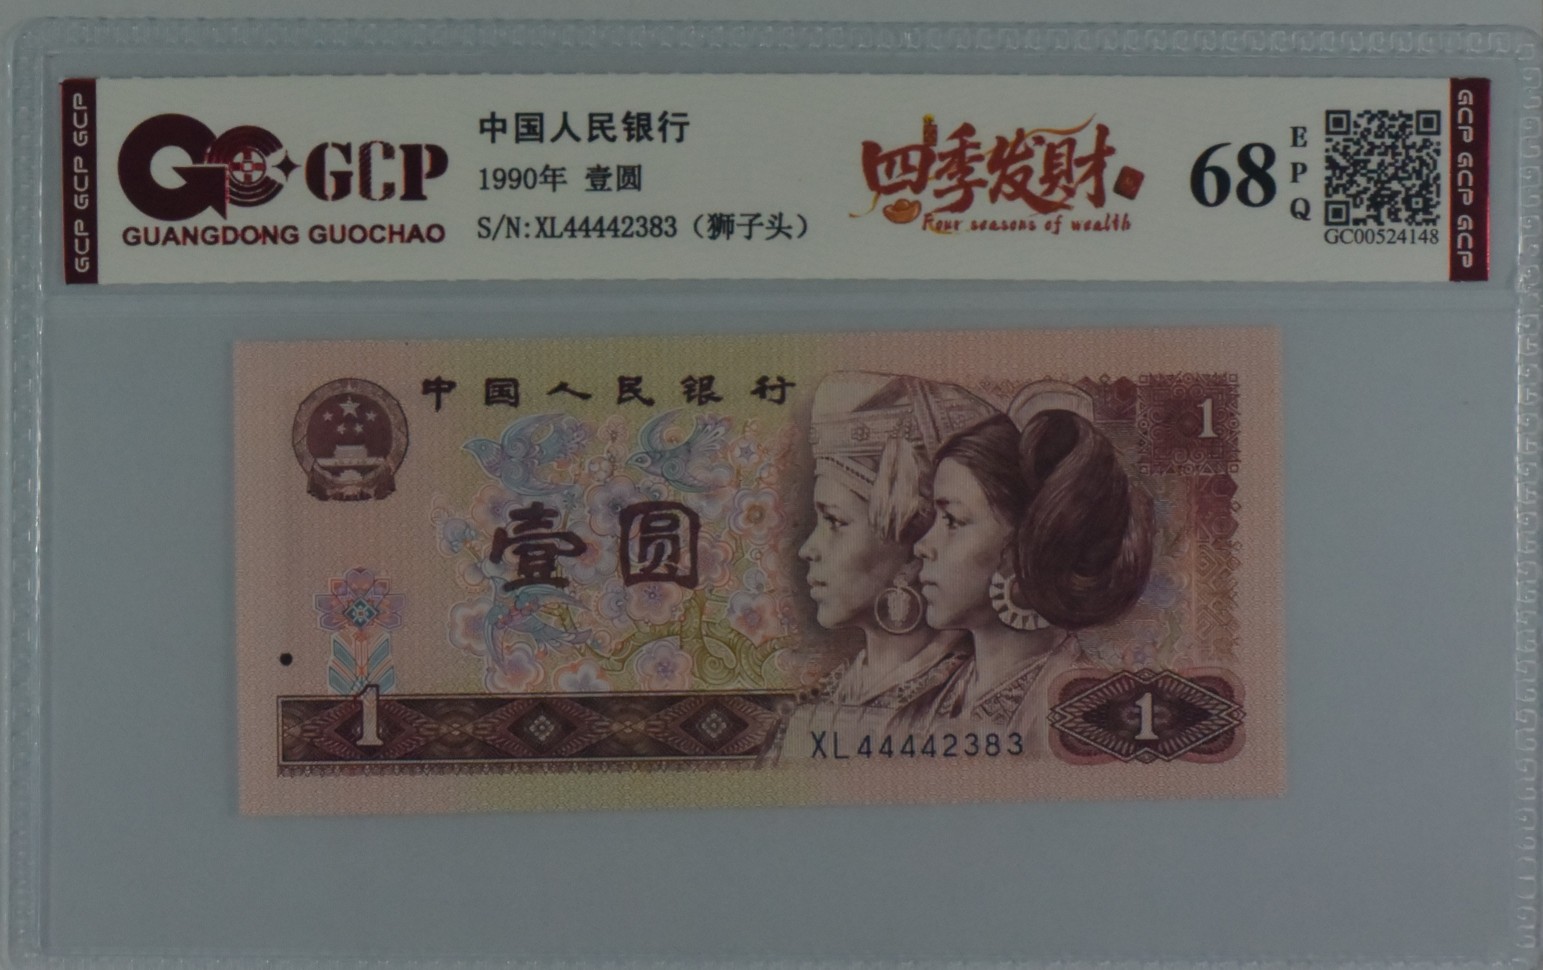 GCP GCP GCP
GCP
GUANGDONG GUOCHAO
中国人民银行
1990年 壹圆
S/N:XL44442383（狮子头）
四季发财
Four seasons of wealth
68
EPQ
GC00524148
GCP GCP GCP
中国人民银行
1
壹圆
1
XL44442383
1